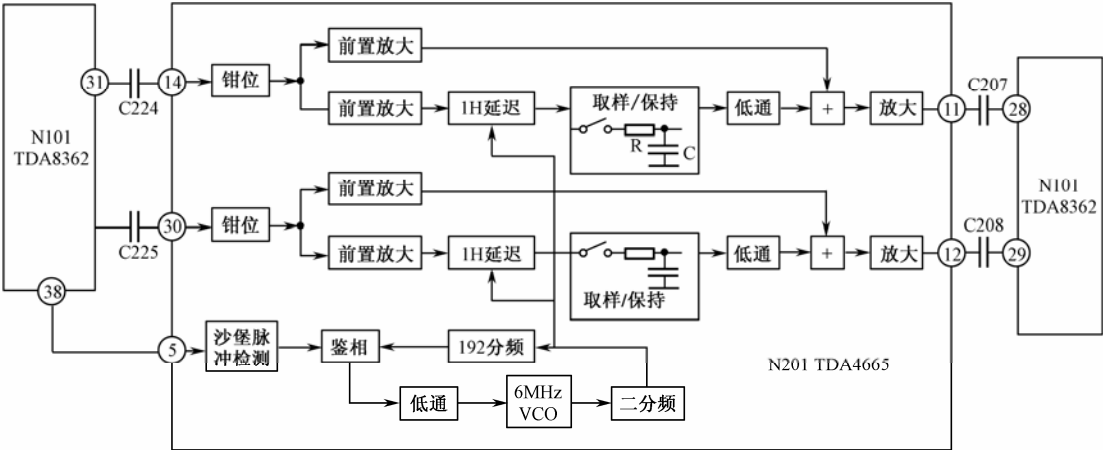 N101
TDA8362
31
C224
14
钳位
前置放大
前置放大
1H延迟
取样/保持
R
C
低通
+
放大
11
C207
28
N101
TDA8362
C225
30
钳位
前置放大
前置放大
1H延迟
取样/保持
低通
+
放大
12
C208
29
38
5
沙堡脉
冲检测
鉴相
192分频
低通
6MHz
VCO
二分频
N201 TDA4665